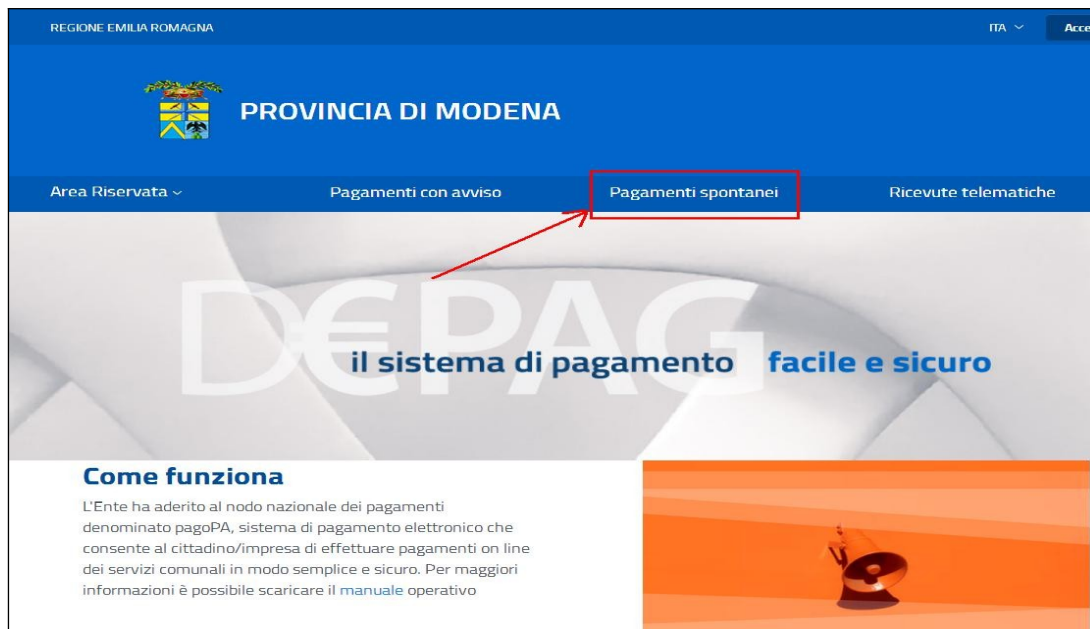 REGIONE EMILIA ROMAGNA
ITA
Acce
PROVINCIA DI MODENA
Area Riservata
Pagamenti con avviso
Pagamenti spontanei
Ricevute telematiche
D€PAG
il sistema di pagamento facile e sicuro
Come funziona
L'Ente ha aderito al nodo nazionale dei pagamenti
denominato pagoPA, sistema di pagamento elettronico che
consente al cittadino/impresa di effettuare pagamenti on line
dei servizi comunali in modo semplice e sicuro. Per maggiori
informazioni è possibile scaricare il manuale operativo